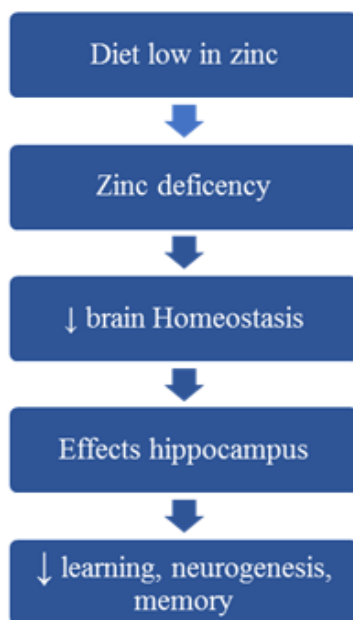 Diet low in zinc
Zinc deficency
↓ brain Homeostasis
Effects hippocampus
↓ learning, neurogenesis,
memory